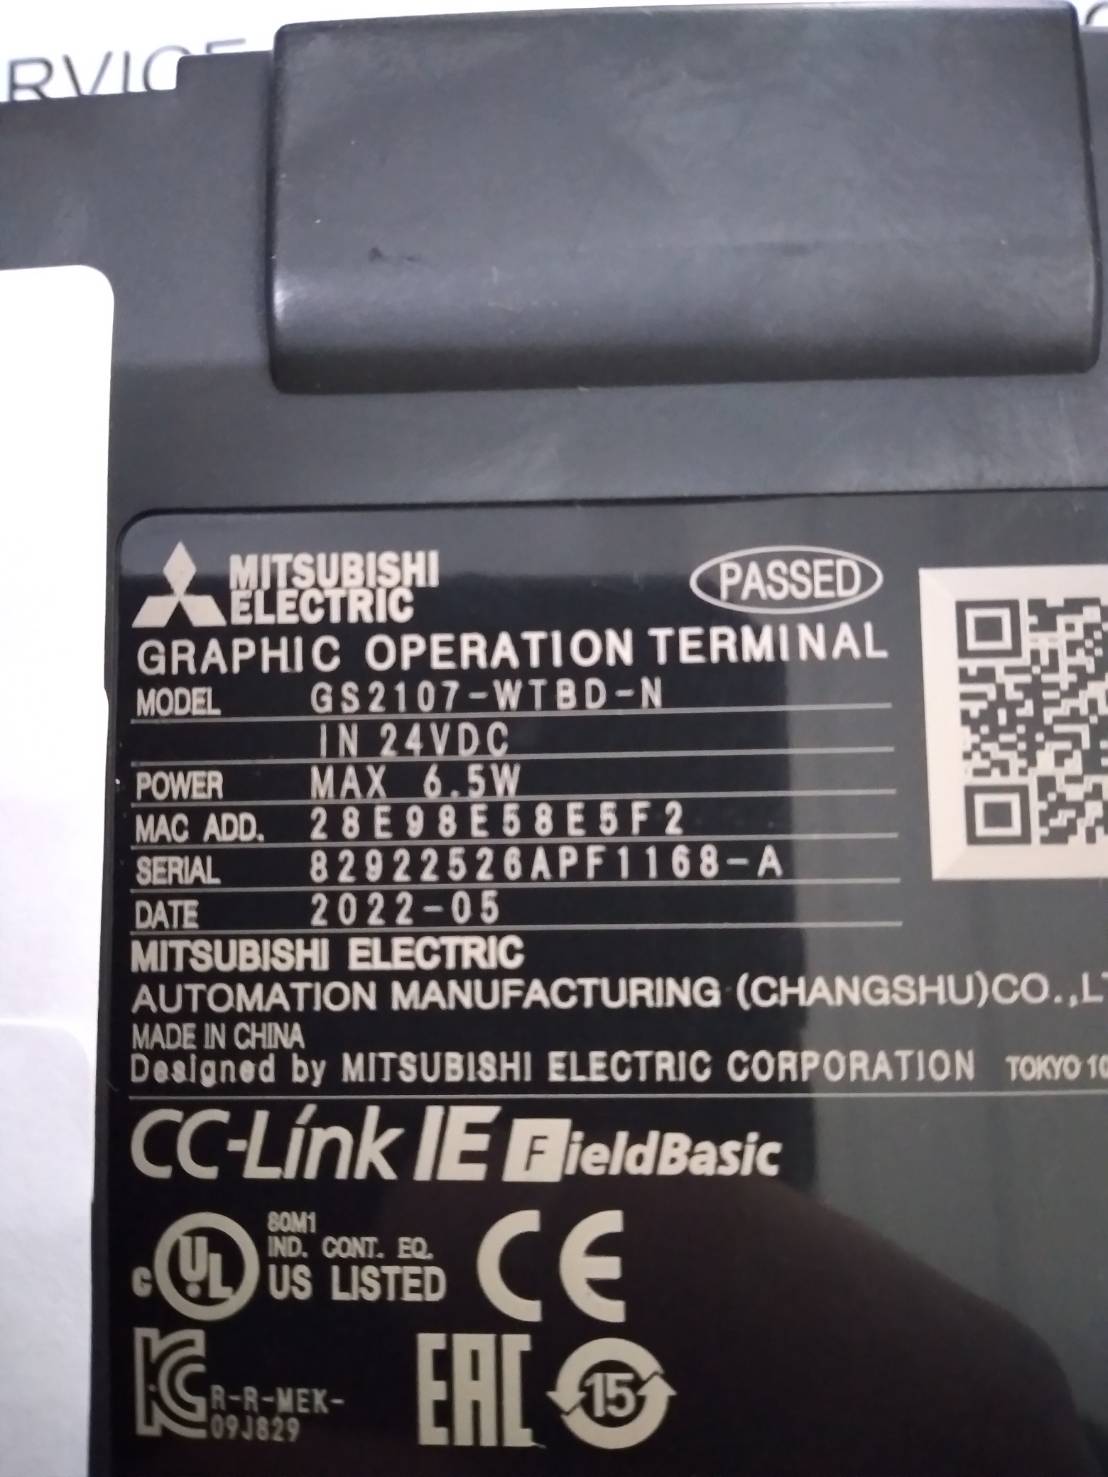 RVICE
MITSUBISHI
ELECTRIC
PASSED
GRAPHIC OPERATION TERMINAL
MODEL GS2107-WTBD-N
IN 24VDC
POWER MAX 6.5W
MAC ADD. 28E98E58E5F2
SERIAL 82922526APF1168-A
DATE 2022-05
MITSUBISHI ELECTRIC
AUTOMATION MANUFACTURING (CHANGSHU)CO.,LT
MADE IN CHINA
Designed by MITSUBISHI ELECTRIC CORPORATION TOKYO 10
CC-Link IE FieldBasic
80M1
IND. CONT. EQ.
c UL US LISTED
CE
KC R-R-MEK-
09J829
EAC
15